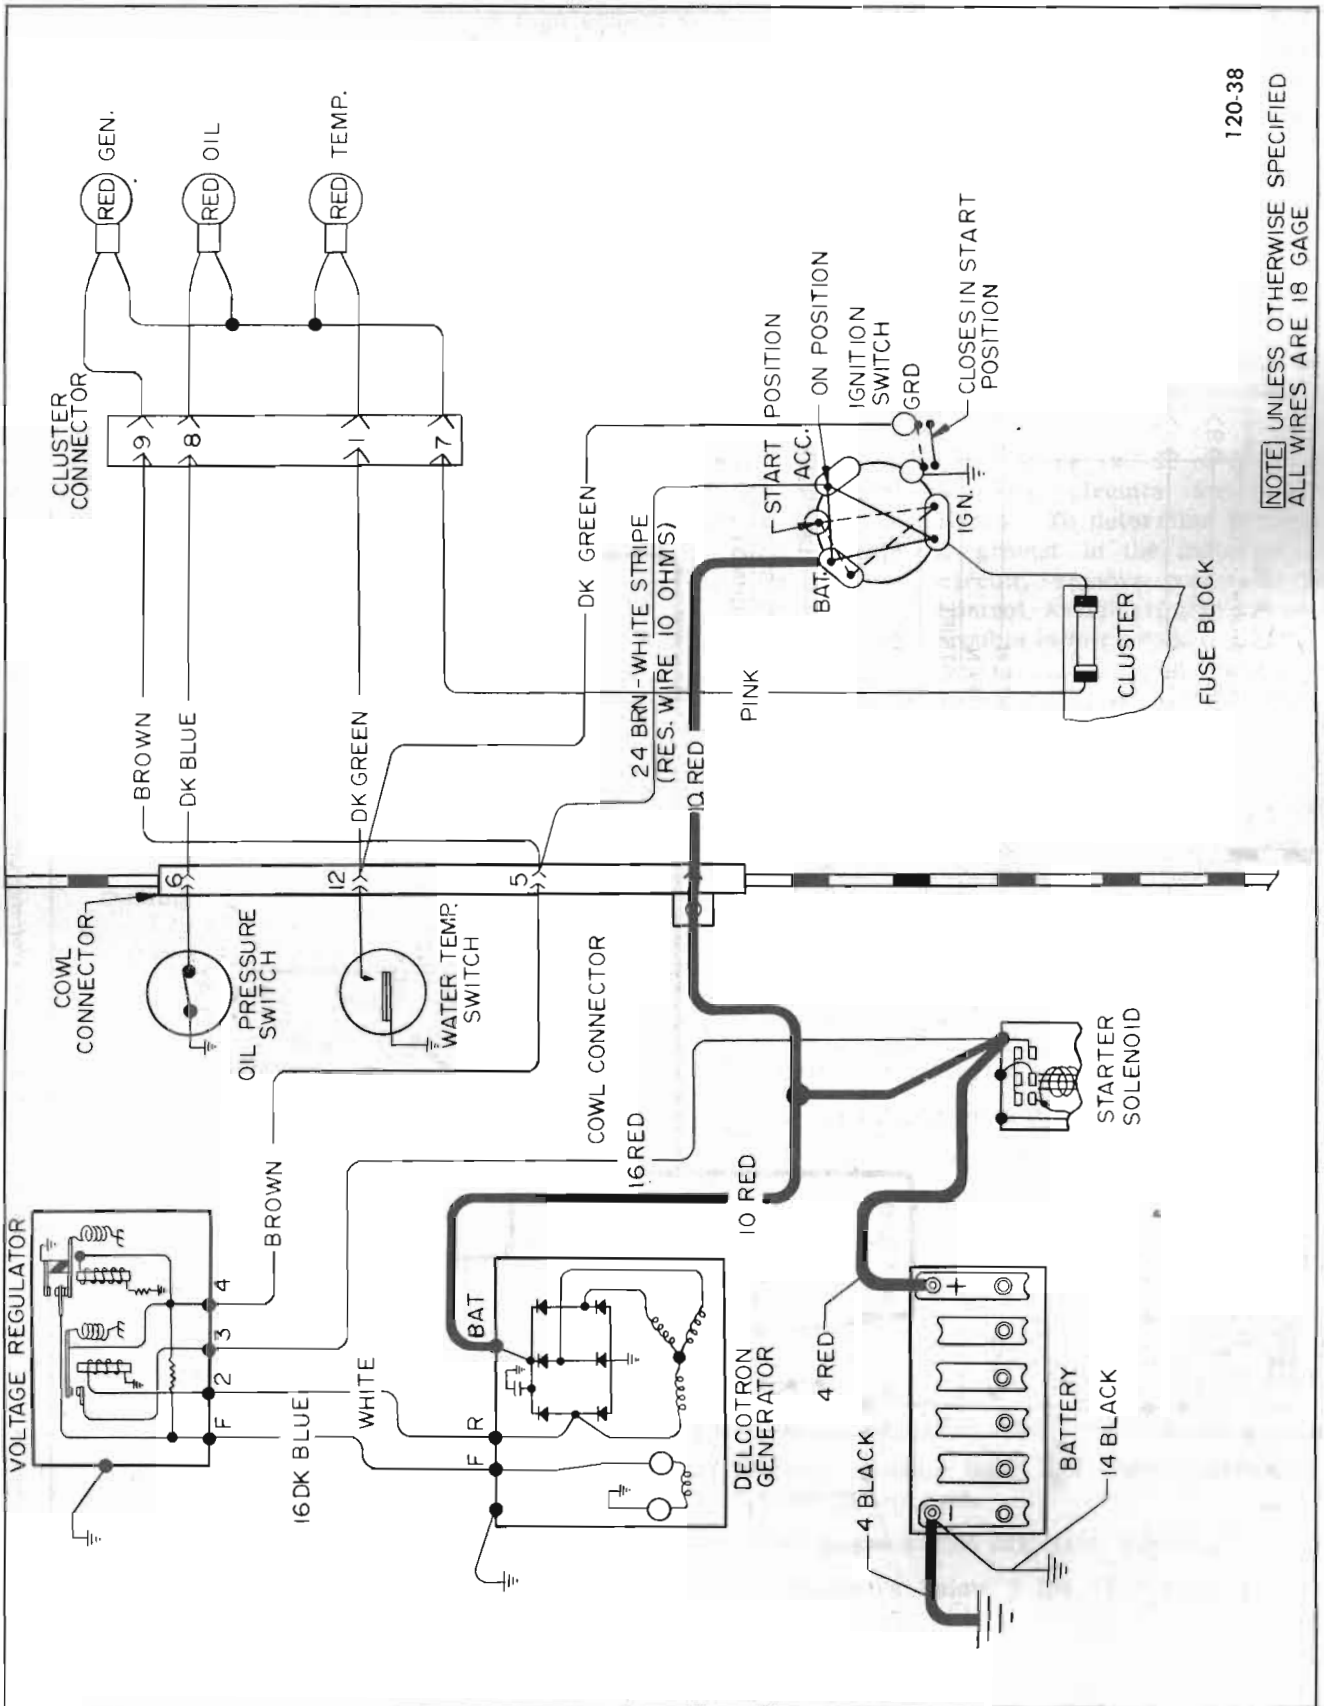 VOLTAGE REGULATOR
F
2
3
4
16 DK BLUE
WHITE
BROWN
DELCOTRON
GENERATOR
F
R
BAT
4 BLACK
14 BLACK
4 RED
BATTERY
+
-
10 RED
16 RED
STARTER
SOLENOID
COWL
CONNECTOR
OIL PRESSURE
SWITCH
WATER TEMP.
SWITCH
COWL CONNECTOR
6
12
5
BROWN
DK BLUE
DK GREEN
24 BRN-WHITE STRIPE
(RES. WIRE 10 OHMS)
10 RED
PINK
DK GREEN
CLUSTER
CONNECTOR
9
8
1
7
RED GEN.
RED OIL
RED TEMP.
START POSITION
ACC.
ON POSITION
IGNITION
SWITCH
GRD
CLOSES IN START
POSITION
BAT.
IGN.
CLUSTER
FUSE BLOCK
120-38
NOTE UNLESS OTHERWISE SPECIFIED
ALL WIRES ARE 18 GAGE